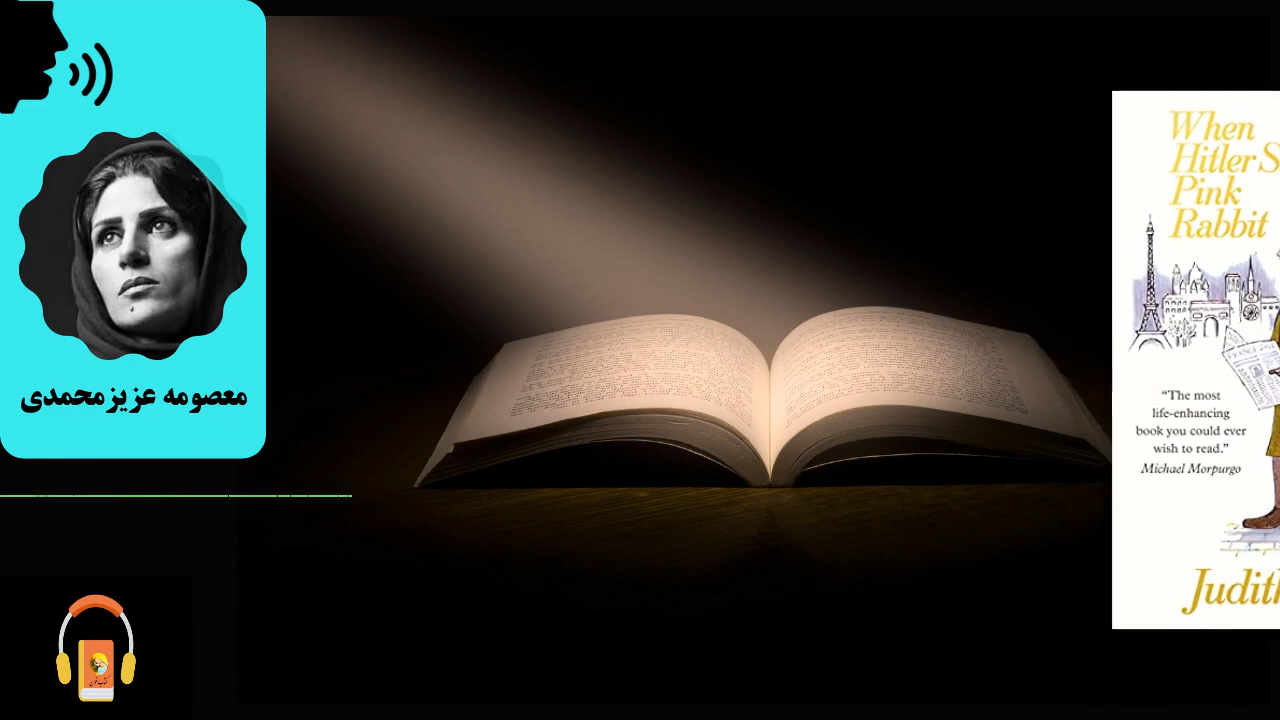 معصومه عزیزمحمدی
When
Hitler S
Pink
Rabbit
“The most
life-enhancing
book you could ever
wish to read.”
Michael Morpurgo
Judith